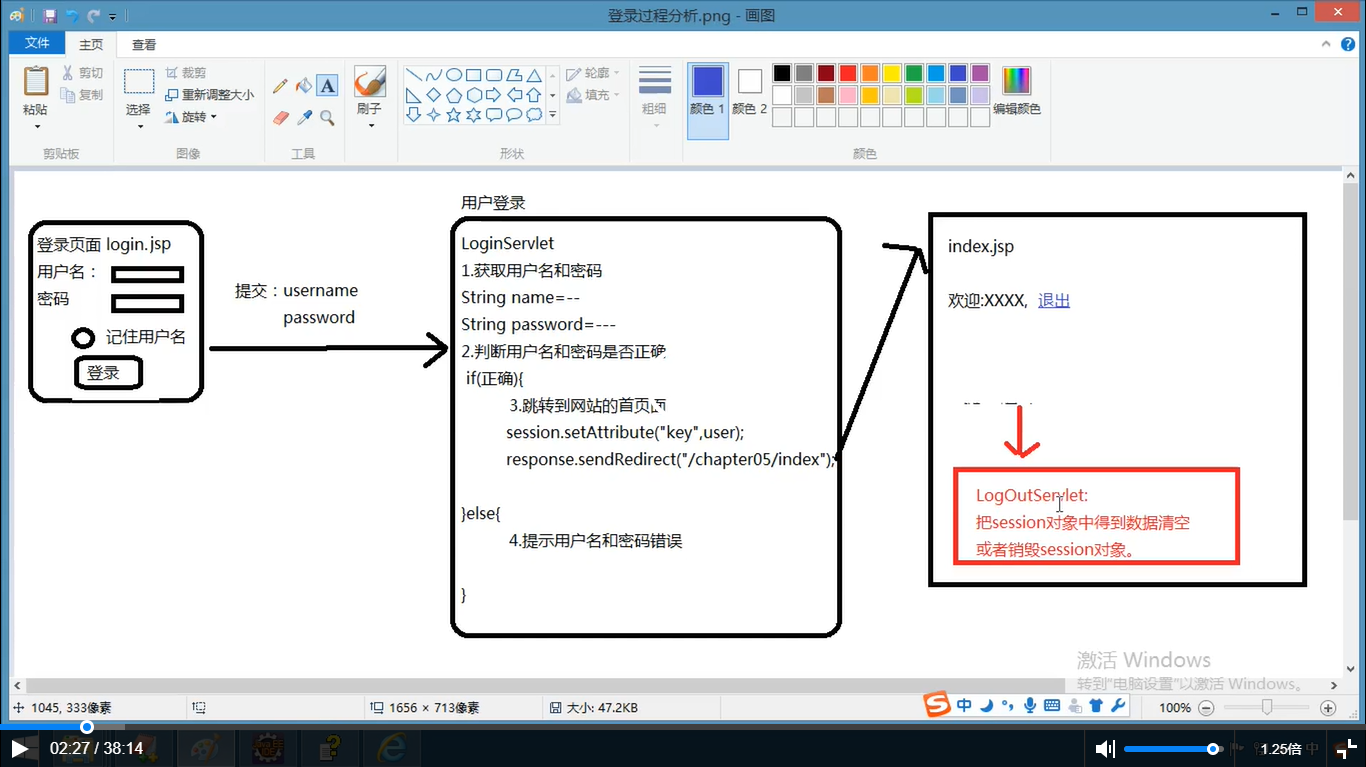 登录过程分析.png - 画图
文件
主页
查看
粘贴
剪切
复制
剪贴板
选择
裁剪
重新调整大小
旋转
图像
A
工具
刷子
形状
轮廓
填充
粗细
颜色 1
颜色 2
编辑颜色
颜色
登录页面 login.jsp
用户名：
密码
记住用户名
登录
提交：username
password
用户登录
LoginServlet
1.获取用户名和密码
String name=--
String password=---
2.判断用户名和密码是否正确
if(正确){
3.跳转到网站的首页面
session.setAttribute("key",user);
response.sendRedirect("/chapter05/index");
}else{
4.提示用户名和密码错误
}
index.jsp
欢迎:XXXX, 退出
LogOutServlet:
把session对象中得到数据清空
或者销毁session对象。
激活 Windows
转到"电脑设置"以激活 Windows。
1045, 333像素
1656 × 713像素
大小: 47.2KB
中
100%
02:27 / 38:14
1.25倍
中